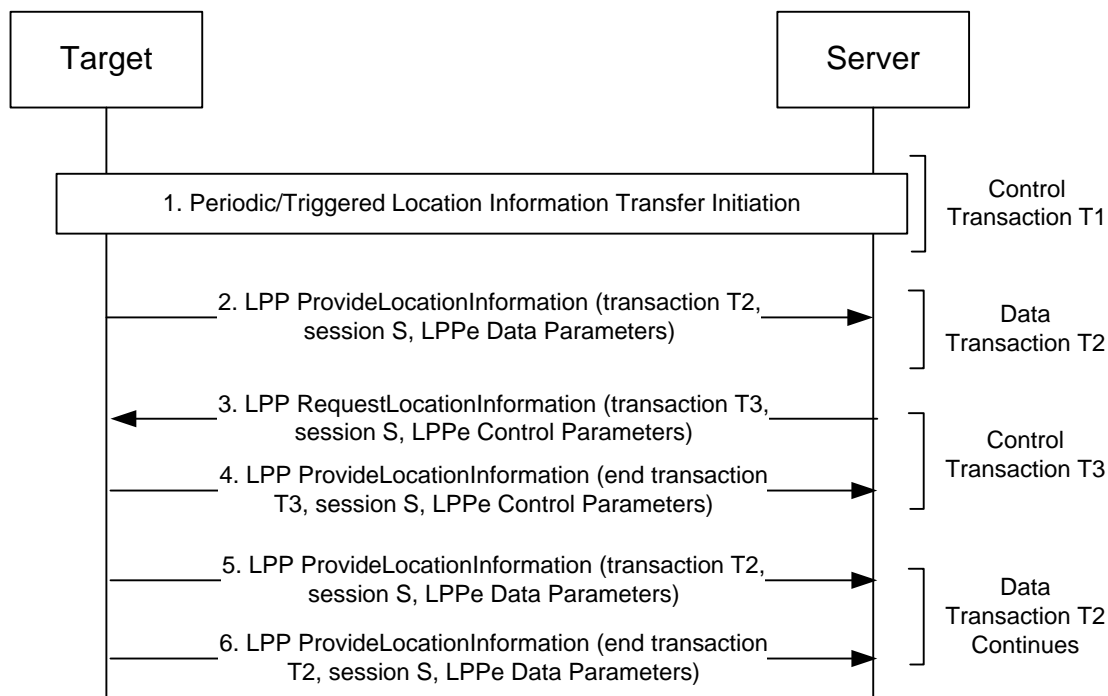 Target
Server
1. Periodic/Triggered Location Information Transfer Initiation
Control
Transaction T1
2. LPP ProvideLocationInformation (transaction T2,
session S, LPPe Data Parameters)
Data
Transaction T2
3. LPP RequestLocationInformation (transaction T3,
session S, LPPe Control Parameters)
4. LPP ProvideLocationInformation (end transaction
T3, session S, LPPe Control Parameters)
Control
Transaction T3
5. LPP ProvideLocationInformation (transaction T2,
session S, LPPe Data Parameters)
6. LPP ProvideLocationInformation (end transaction
T2, session S, LPPe Data Parameters)
Data
Transaction T2
Continues